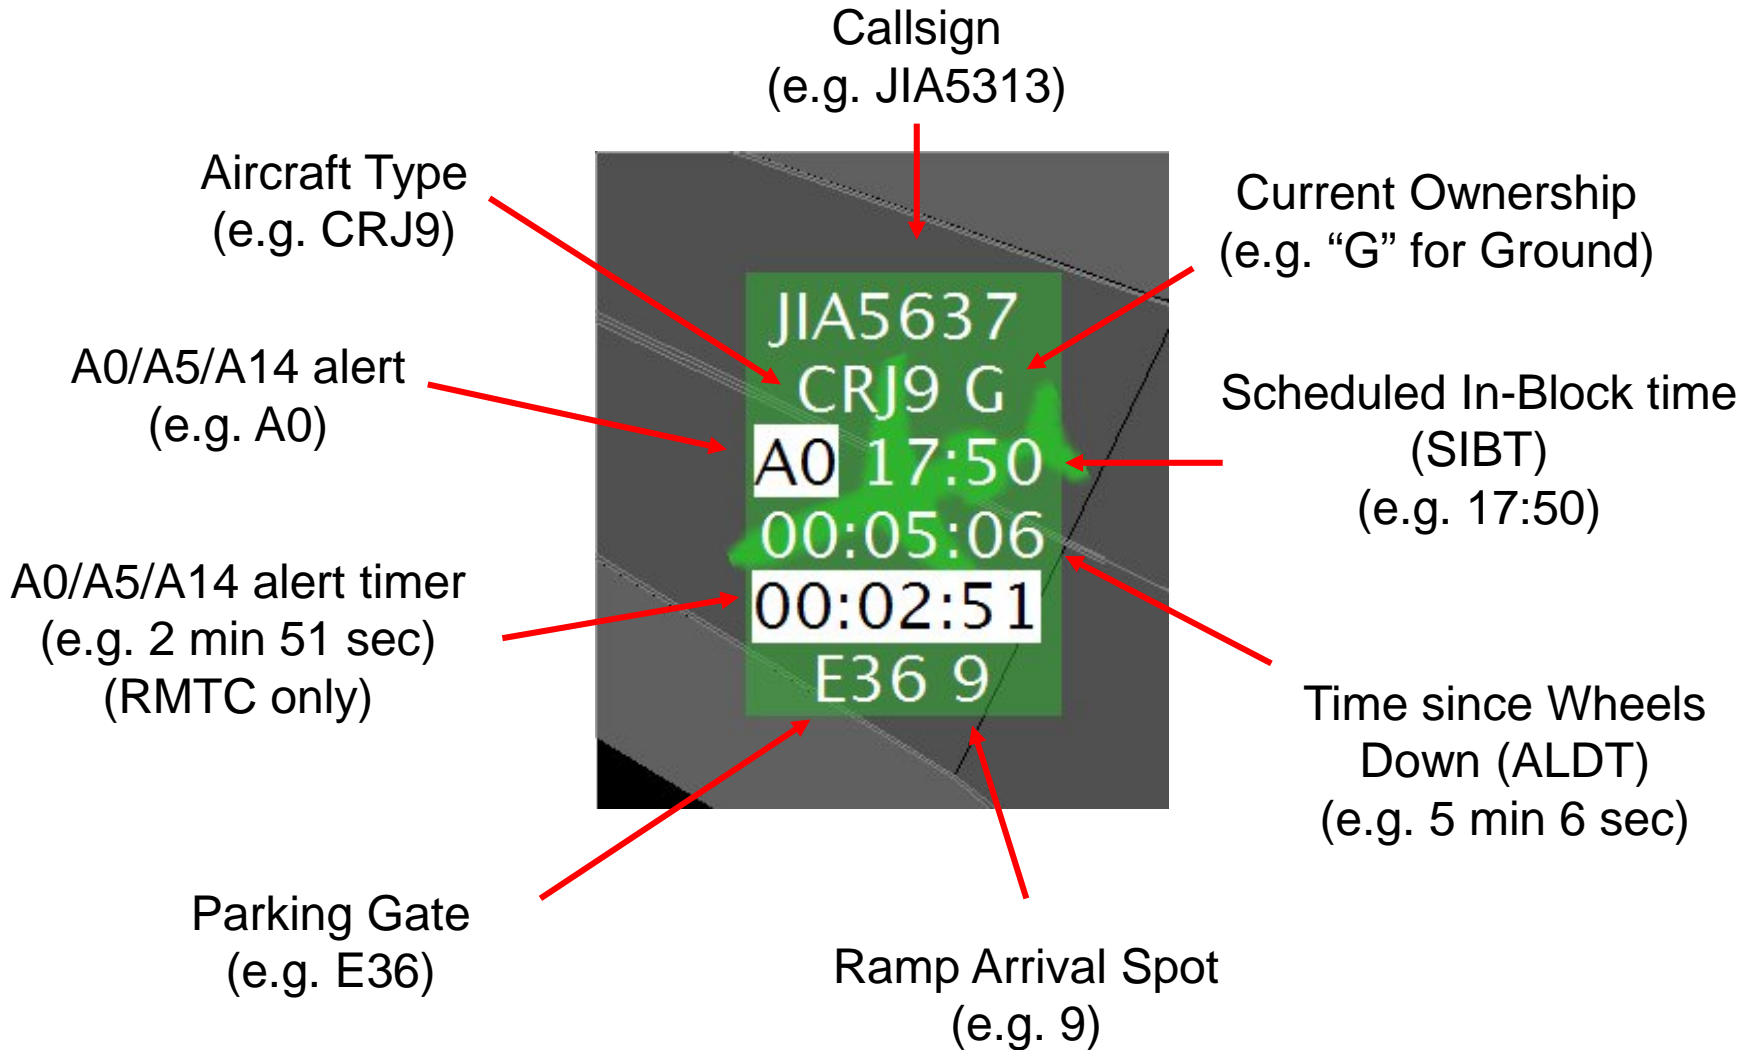 Callsign
(e.g. JIA5313)
Aircraft Type
(e.g. CRJ9)
Current Ownership
(e.g. “G” for Ground)
A0/A5/A14 alert
(e.g. A0)
Scheduled In-Block time
(SIBT)
(e.g. 17:50)
JIA5637
CRJ9 G
A0 17:50
00:05:06
00:02:51
E36 9
A0/A5/A14 alert timer
(e.g. 2 min 51 sec)
(RMTC only)
Time since Wheels
Down (ALDT)
(e.g. 5 min 6 sec)
Parking Gate
(e.g. E36)
Ramp Arrival Spot
(e.g. 9)